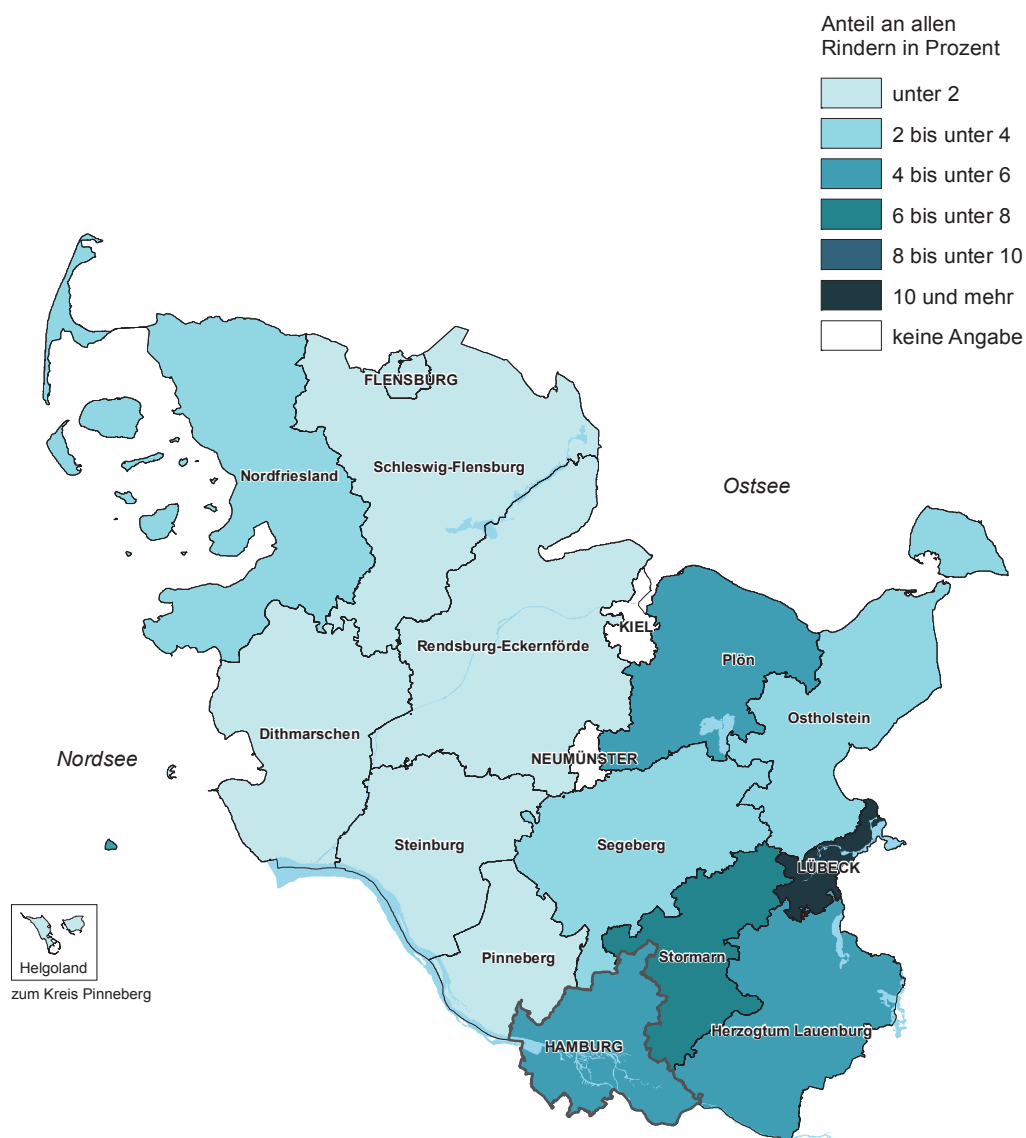 Anteil an allen
Rindern in Prozent
unter 2
2 bis unter 4
4 bis unter 6
6 bis unter 8
8 bis unter 10
10 und mehr
keine Angabe
FLENSBURG
Schleswig-Flensburg
Nordfriesland
Ostsee
KIEL
Rendsburg-Eckernförde
Plön
Ostholstein
Dithmarschen
Nordsee
NEUMÜNSTER
Steinburg
Segeberg
LÜBECK
Pinneberg
Stormarn
Helgoland
zum Kreis Pinneberg
Herzogtum Lauenburg
HAMBURG